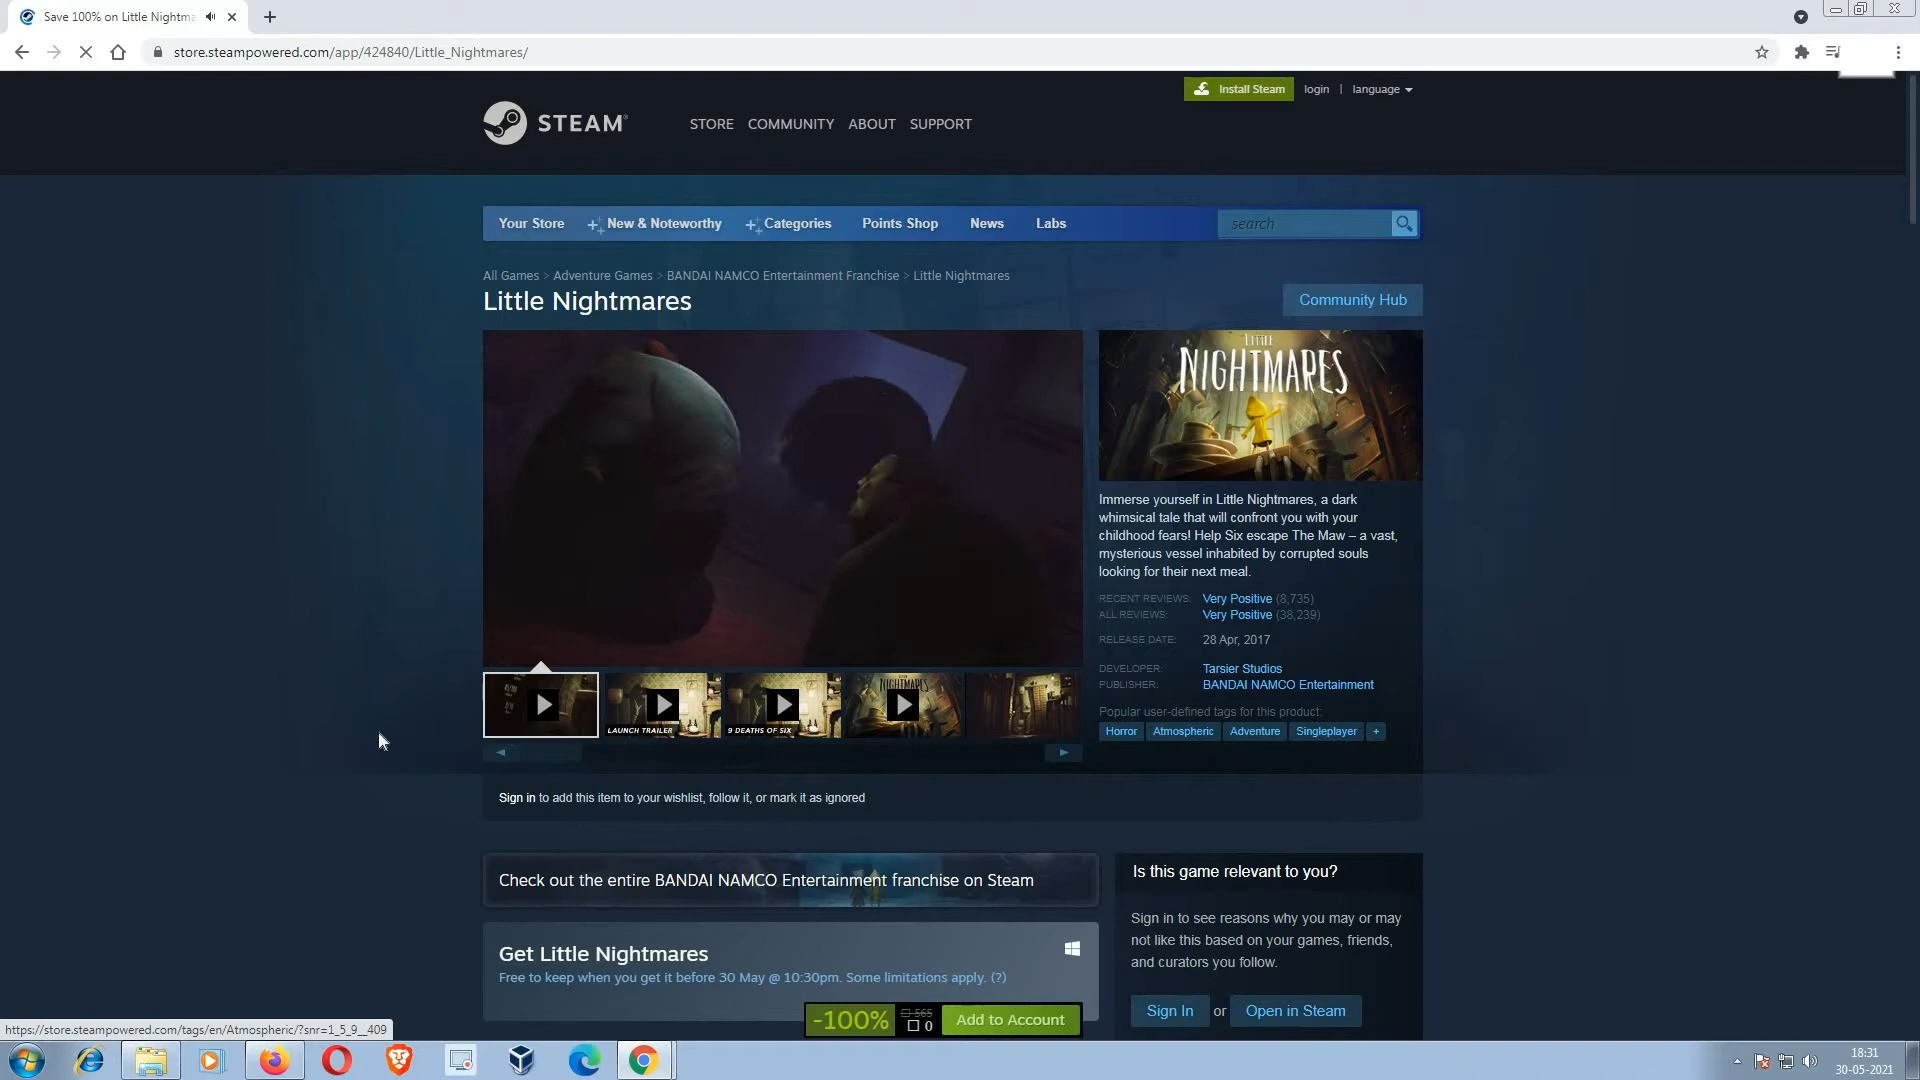 Save 100% on Little Nightma
store.steampowered.com/app/424840/Little_Nightmares/
Install Steam
login | language
STEAM®
STORE COMMUNITY ABOUT SUPPORT
Your Store New & Noteworthy Categories Points Shop News Labs search
All Games > Adventure Games > BANDAI NAMCO Entertainment Franchise > Little Nightmares
Little Nightmares
Community Hub
LITTLE
NIGHTMARES
Immerse yourself in Little Nightmares, a dark
whimsical tale that will confront you with your
childhood fears! Help Six escape The Maw – a vast,
mysterious vessel inhabited by corrupted souls
looking for their next meal.
RECENT REVIEWS: Very Positive (8,735)
ALL REVIEWS: Very Positive (38,239)
RELEASE DATE: 28 Apr, 2017
DEVELOPER: Tarsier Studios
PUBLISHER: BANDAI NAMCO Entertainment
Popular user-defined tags for this product:
Horror Atmospheric Adventure Singleplayer +
LAUNCH TRAILER
9 DEATHS OF SIX
NIGHTMARES
Sign in to add this item to your wishlist, follow it, or mark it as ignored
Check out the entire BANDAI NAMCO Entertainment franchise on Steam
Is this game relevant to you?
Sign in to see reasons why you may or may
not like this based on your games, friends,
and curators you follow.
Sign In or Open in Steam
Get Little Nightmares
Free to keep when you get it before 30 May @ 10:30pm. Some limitations apply. (?)
-100% 565 0 Add to Account
https://store.steampowered.com/tags/en/Atmospheric/?snr=1_5_9__409
18:31
30-05-2021